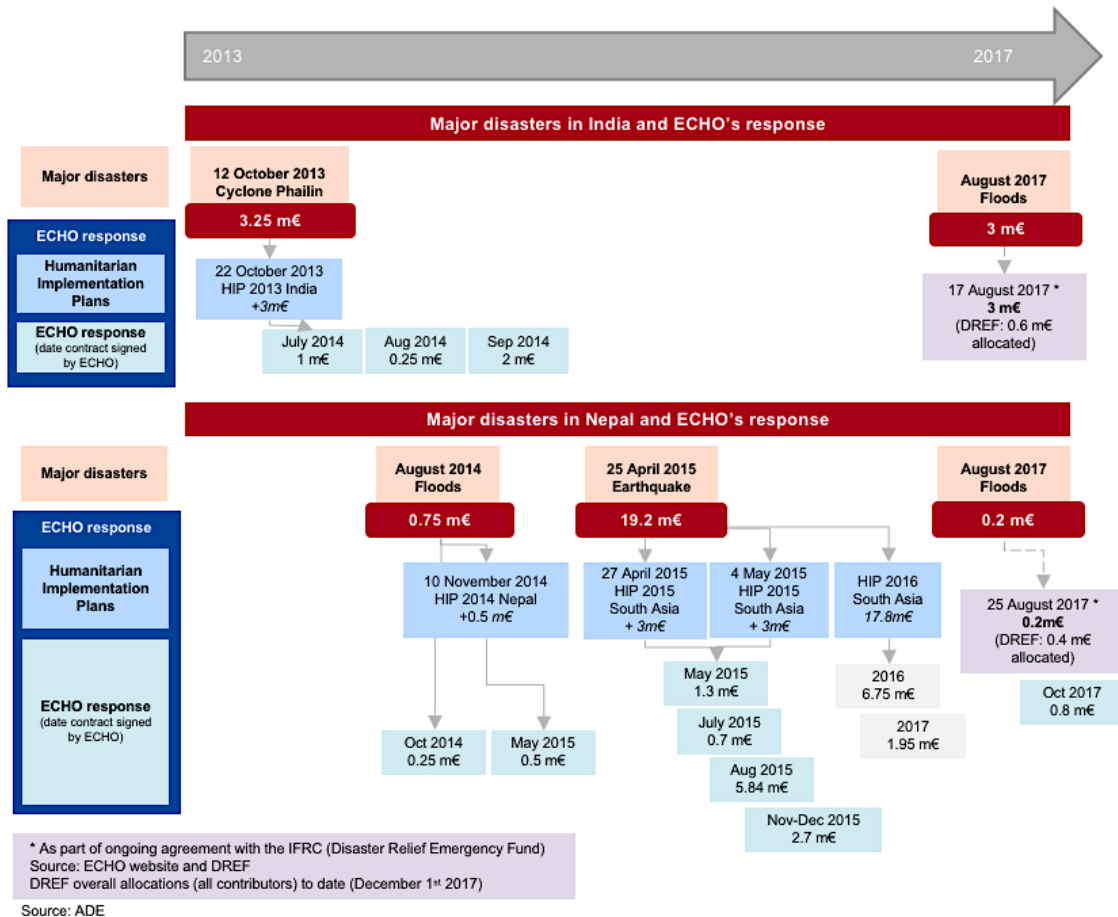 2013
2017
Major disasters in India and ECHO's response
Major disasters
12 October 2013
Cyclone Phailin
August 2017
Floods
3.25 m€
3 m€
ECHO response
Humanitarian
Implementation
Plans
22 October 2013
HIP 2013 India
+3m€
17 August 2017 *
3 m€
(DREF: 0.6 m€
allocated)
ECHO response
(date contract signed
by ECHO)
July 2014
1 m€
Aug 2014
0.25 m€
Sep 2014
2 m€
Major disasters in Nepal and ECHO's response
Major disasters
August 2014
Floods
25 April 2015
Earthquake
August 2017
Floods
0.75 m€
19.2 m€
0.2 m€
ECHO response
Humanitarian
Implementation
Plans
10 November 2014
HIP 2014 Nepal
+0.5 m€
27 April 2015
HIP 2015
South Asia
+ 3m€
4 May 2015
HIP 2015
South Asia
+ 3m€
HIP 2016
South Asia
17.8m€
25 August 2017 *
0.2m€
(DREF: 0.4 m€
allocated)
ECHO response
(date contract signed
by ECHO)
Oct 2014
0.25 m€
May 2015
0.5 m€
May 2015
1.3 m€
July 2015
0.7 m€
Aug 2015
5.84 m€
Nov-Dec 2015
2.7 m€
2016
6.75 m€
2017
1.95 m€
Oct 2017
0.8 m€
* As part of ongoing agreement with the IFRC (Disaster Relief Emergency Fund)
Source: ECHO website and DREF
DREF overall allocations (all contributors) to date (December 1st 2017)
Source: ADE